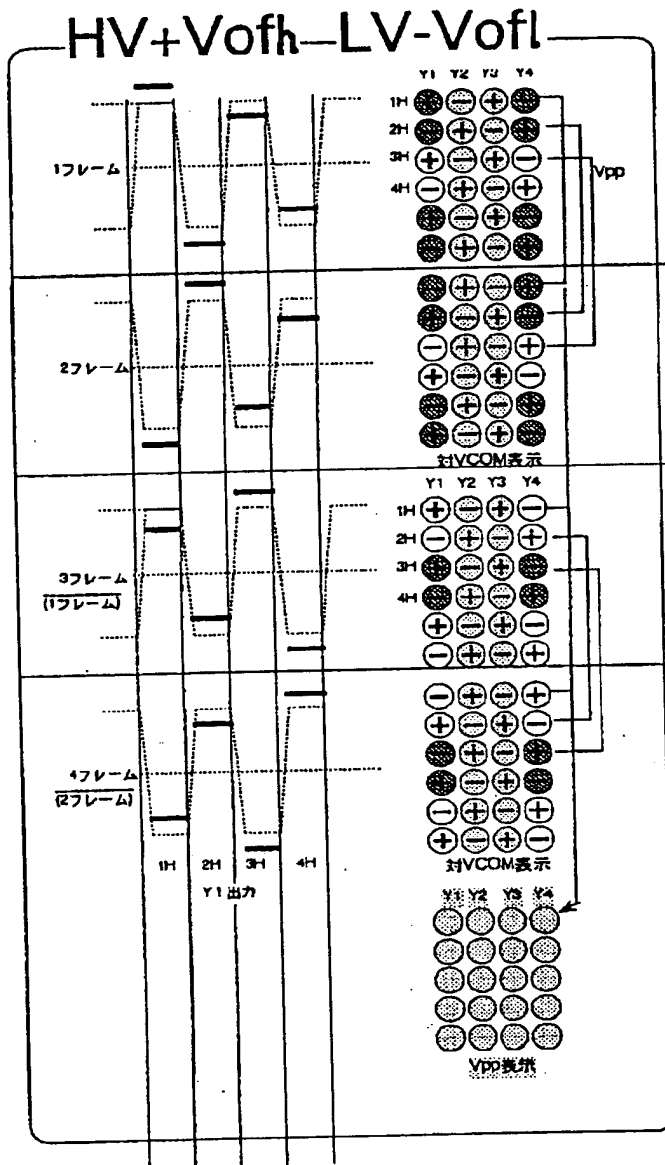 HV+Vofh—LV-Vofl
Y1 Y2 Y3 Y4
1H
2H
3H
4H
Vpp
1フレーム
2フレーム
対VCOM表示
Y1 Y2 Y3 Y4
1H
2H
3H
4H
3フレーム
(1フレーム)
4フレーム
(2フレーム)
対VCOM表示
1H 2H 3H 4H
Y1出力
Y1 Y2 Y3 Y4
Vpp表示